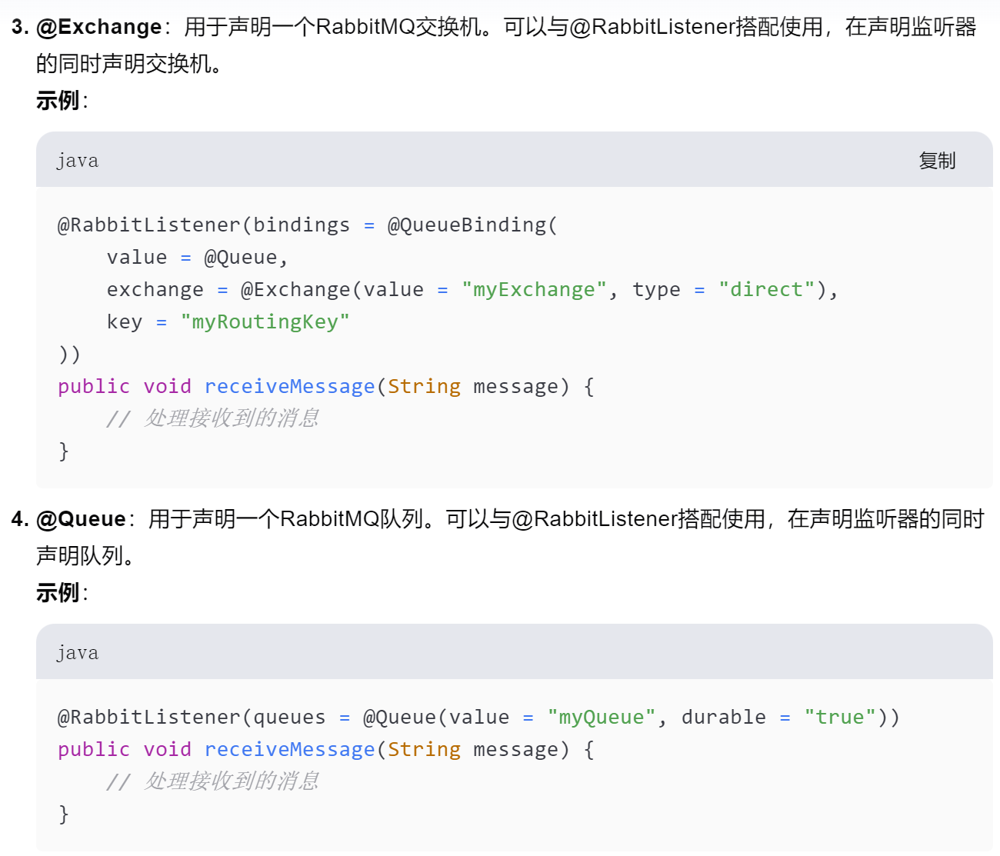 3. @Exchange：用于声明一个RabbitMQ交换机。可以与@RabbitListener搭配使用，在声明监听器
的同时声明交换机。
示例：
java 复制
@RabbitListener(bindings = @QueueBinding(
    value = @Queue,
    exchange = @Exchange(value = "myExchange", type = "direct"),
    key = "myRoutingKey"
))
public void receiveMessage(String message) {
    // 处理接收到的消息
}
4. @Queue：用于声明一个RabbitMQ队列。可以与@RabbitListener搭配使用，在声明监听器的同时
声明队列。
示例：
java
@RabbitListener(queues = @Queue(value = "myQueue", durable = "true"))
public void receiveMessage(String message) {
    // 处理接收到的消息
}